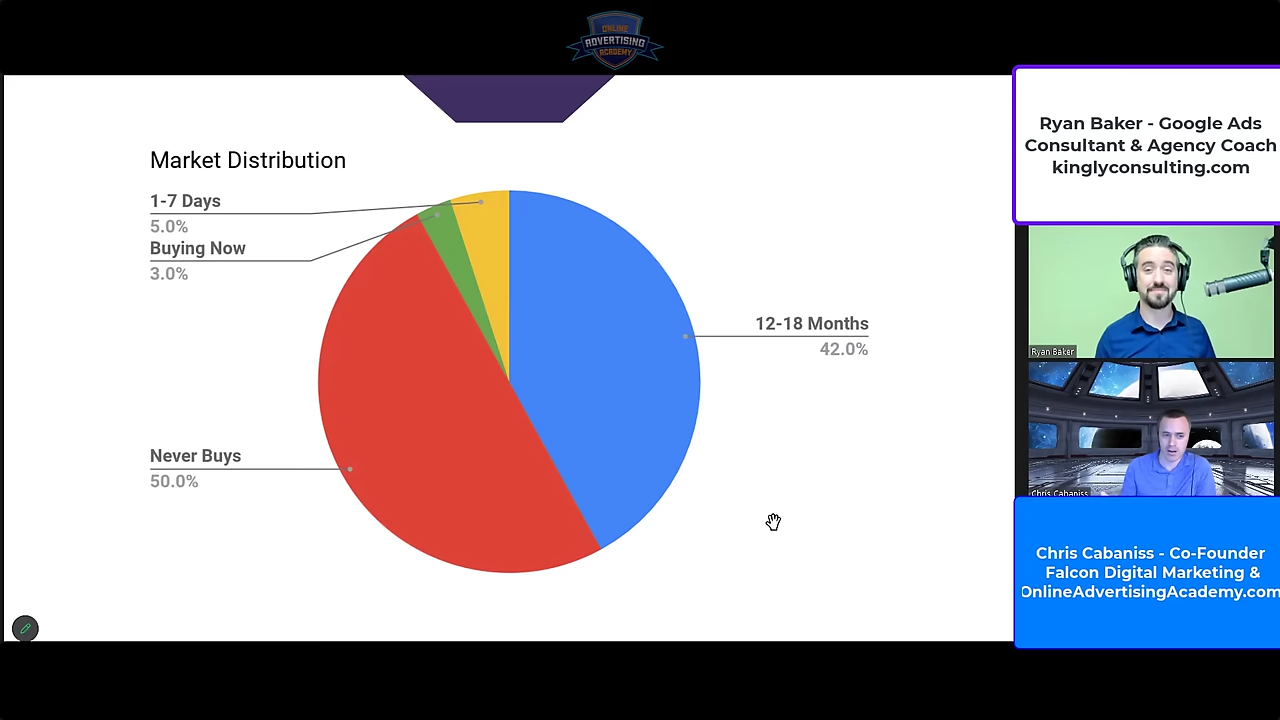 ONLINE
ADVERTISING
ACADEMY
Market Distribution
1-7 Days
5.0%
Buying Now
3.0%
12-18 Months
42.0%
Never Buys
50.0%
Ryan Baker - Google Ads
Consultant & Agency Coach
kinglyconsulting.com
Ryan Baker
Chris Cabaniss
Chris Cabaniss - Co-Founder
Falcon Digital Marketing &
OnlineAdvertisingAcademy.com